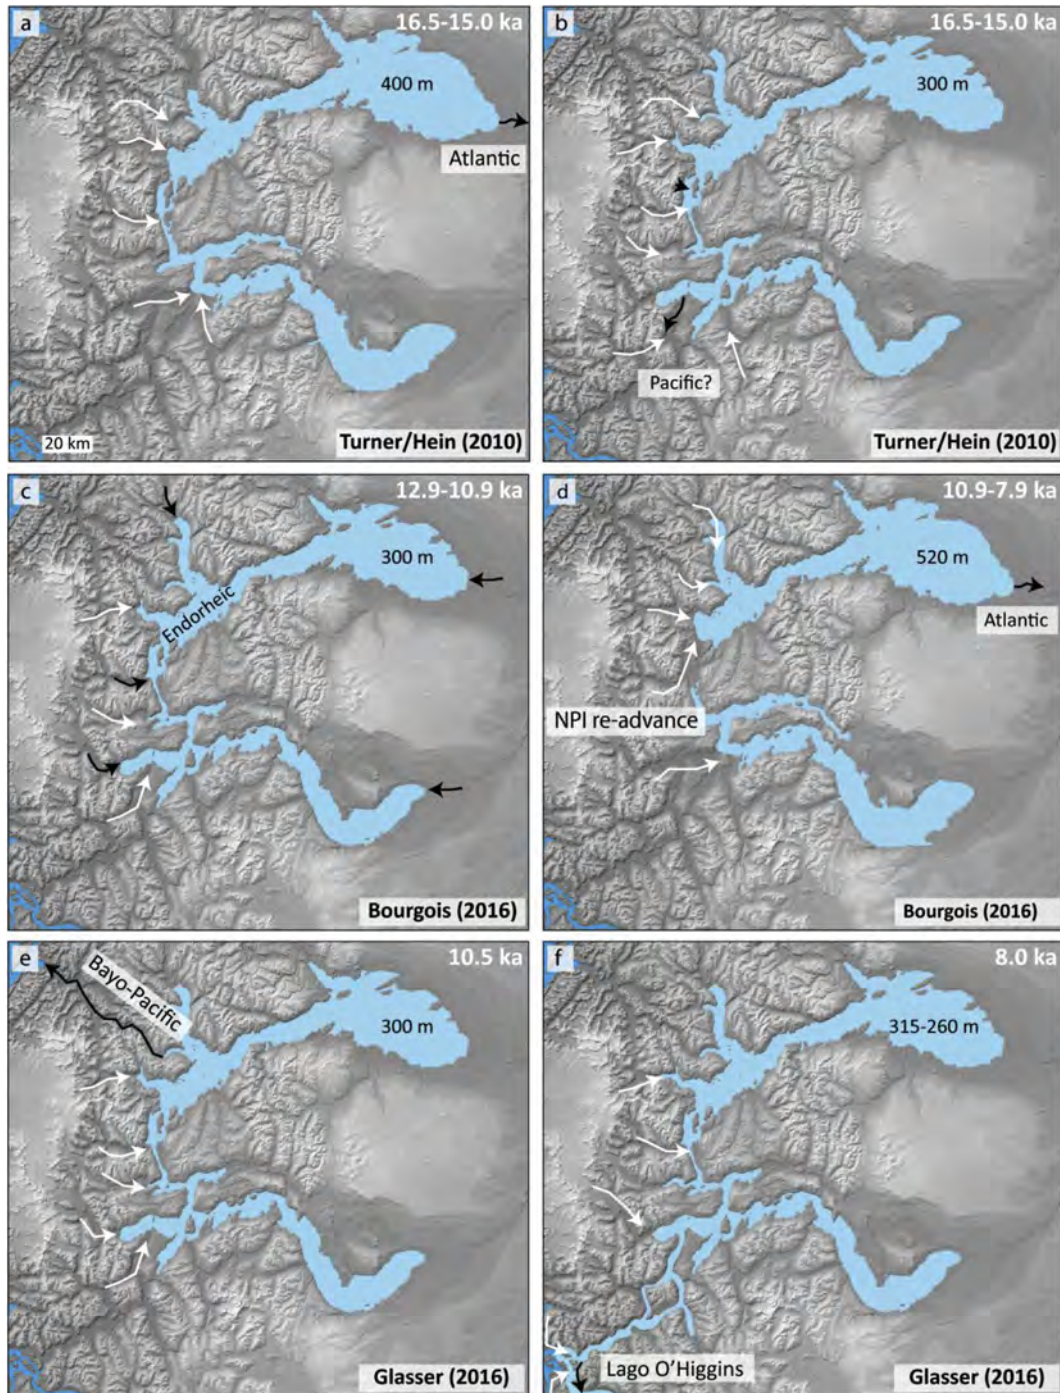 a
16.5-15.0 ka
400 m
Atlantic
20 km
Turner/Hein (2010)
b
16.5-15.0 ka
300 m
Pacific?
Turner/Hein (2010)
c
12.9-10.9 ka
300 m
Endorheic
Bourgois (2016)
d
10.9-7.9 ka
520 m
Atlantic
NPI re-advance
Bourgois (2016)
e
10.5 ka
Bayo-Pacific
300 m
Glasser (2016)
f
8.0 ka
315-260 m
Lago O'Higgins
Glasser (2016)